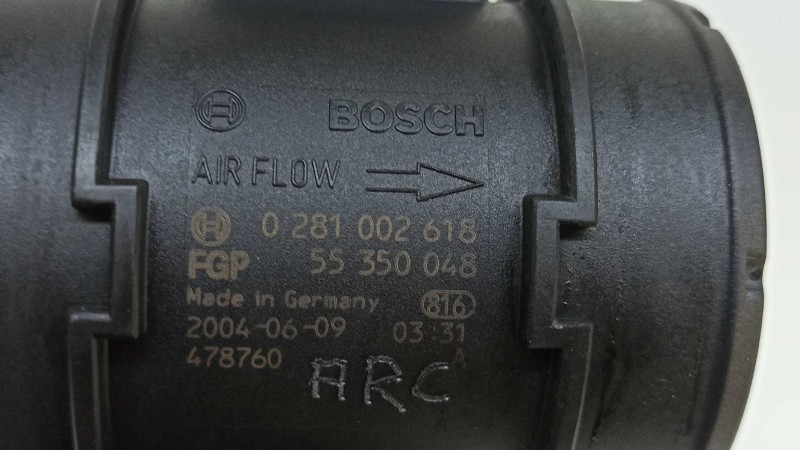 BOSCH
AIR FLOW
0 281 002 618
FGP 55 350 048
Made in Germany 816
2004-06-09 03:31
478760 A
ARC